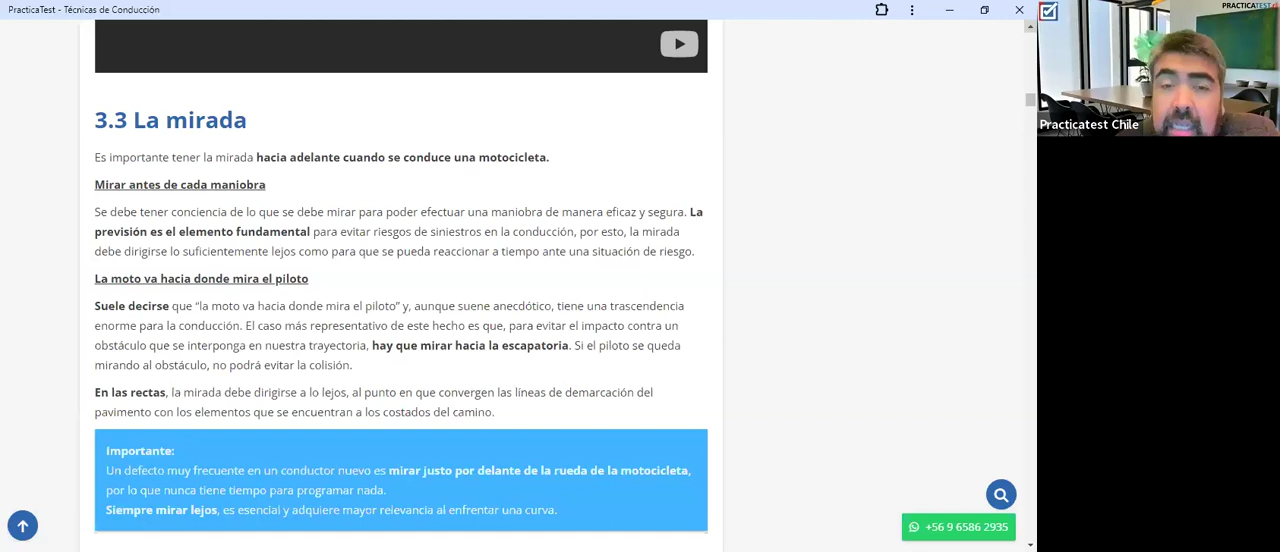 PracticaTest - Técnicas de Conducción
PRACTICATEST
Practicatest Chile
3.3 La mirada
Es importante tener la mirada hacia adelante cuando se conduce una motocicleta.
Mirar antes de cada maniobra
Se debe tener conciencia de lo que se debe mirar para poder efectuar una maniobra de manera eficaz y segura. La
previsión es el elemento fundamental para evitar riesgos de siniestros en la conducción, por esto, la mirada
debe dirigirse lo suficientemente lejos como para que se pueda reaccionar a tiempo ante una situación de riesgo.
La moto va hacia donde mira el piloto
Suele decirse que “la moto va hacia donde mira el piloto” y, aunque suene anecdótico, tiene una trascendencia
enorme para la conducción. El caso más representativo de este hecho es que, para evitar el impacto contra un
obstáculo que se interponga en nuestra trayectoria, hay que mirar hacia la escapatoria. Si el piloto se queda
mirando al obstáculo, no podrá evitar la colisión.
En las rectas, la mirada debe dirigirse a lo lejos, al punto en que convergen las líneas de demarcación del
pavimento con los elementos que se encuentran a los costados del camino.
Importante:
Un defecto muy frecuente en un conductor nuevo es mirar justo por delante de la rueda de la motocicleta,
por lo que nunca tiene tiempo para programar nada.
Siempre mirar lejos, es esencial y adquiere mayor relevancia al enfrentar una curva.
+56 9 6586 2935